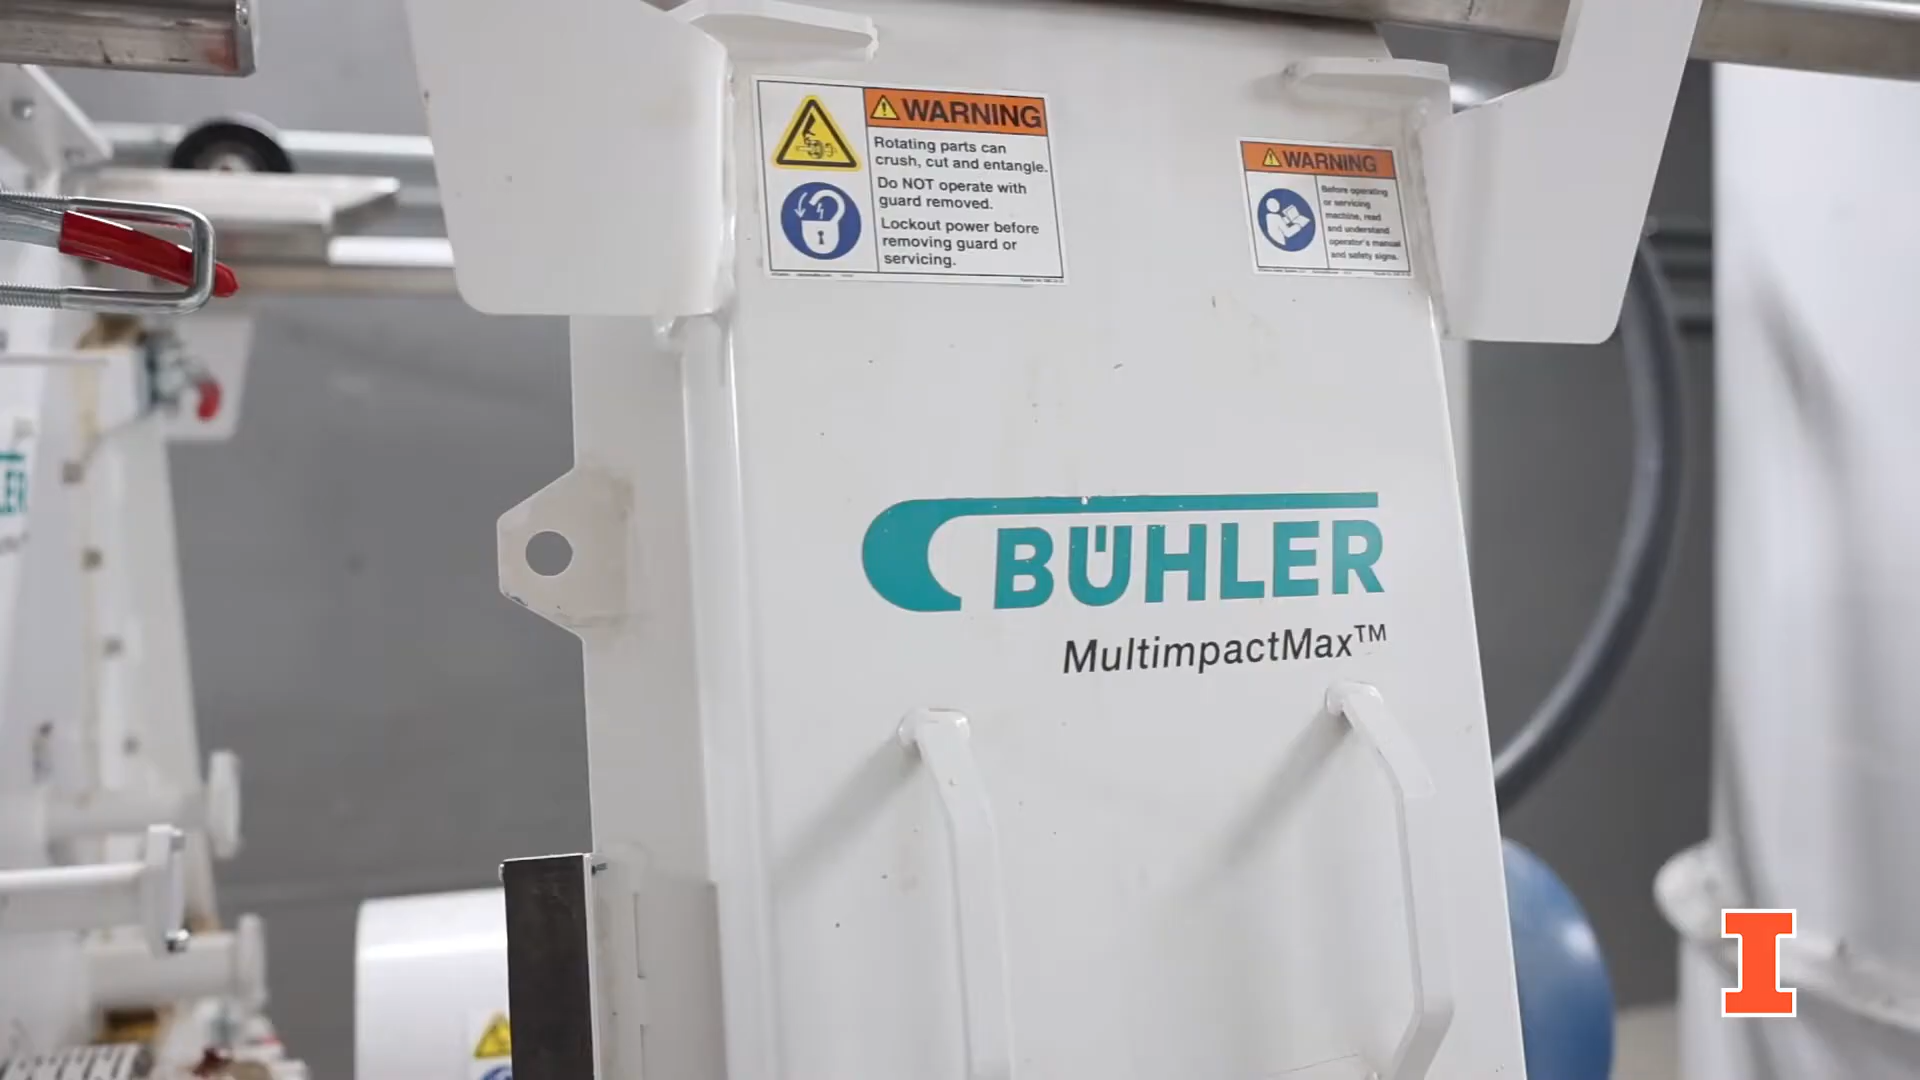 WARNING
Rotating parts can
crush, cut and entangle.
Do NOT operate with
guard removed.
Lockout power before
removing guard or
servicing.
WARNING
Before operating
or servicing
machine, read
and understand
operator's manual
and safety signs.
BÜHLER
MultimpactMax™
LER
I